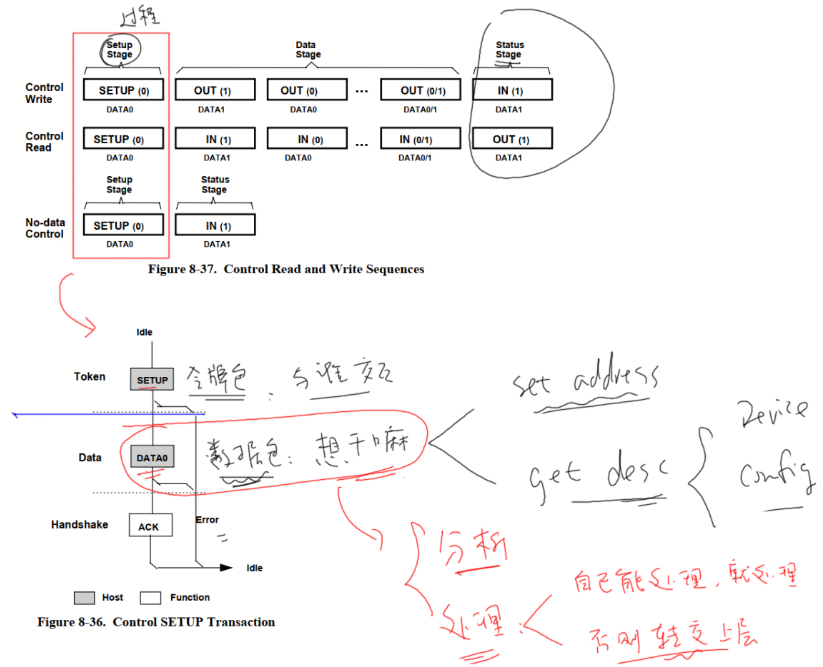 过程
Setup Stage
Data Stage
Status Stage
Control Write
SETUP (0) OUT (1) OUT (0) ... OUT (0/1) IN (1)
DATA0 DATA1 DATA0 DATA0/1 DATA1
Control Read
SETUP (0) IN (1) IN (0) ... IN (0/1) OUT (1)
DATA0 DATA1 DATA0 DATA0/1 DATA1
Setup Stage
Status Stage
No-data Control
SETUP (0) IN (1)
DATA0 DATA1
Figure 8-37. Control Read and Write Sequences
Idle
Token SETUP 令牌包: 与谁交互
set address
Data DATA0 数据包: 想干嘛
get desc
Device
config
Handshake ACK Error
Idle
分析
处理:
自己能处理,就处理
否则转交上层
Host Function
Figure 8-36. Control SETUP Transaction